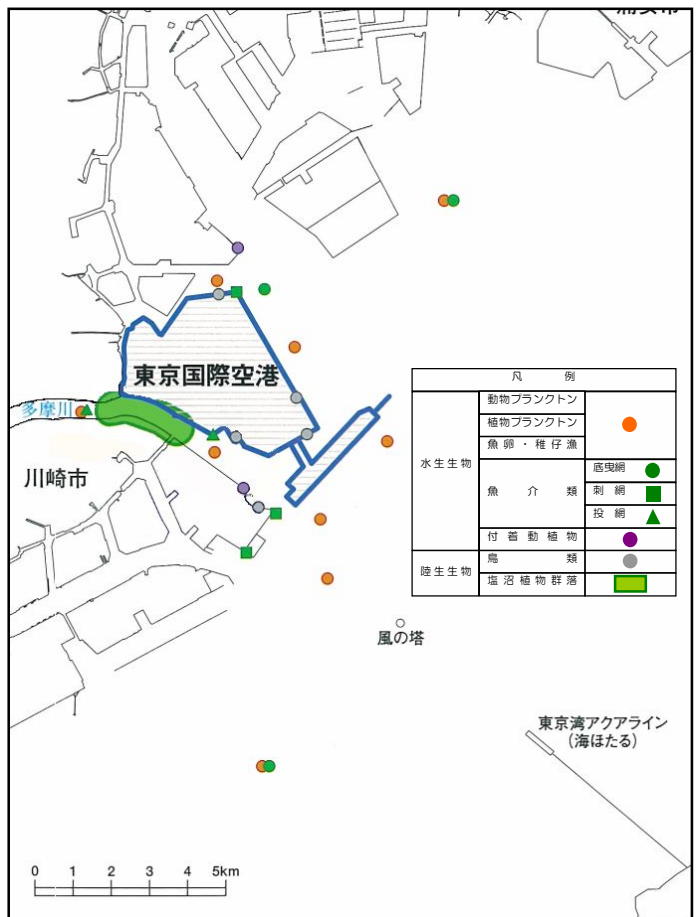 東京国際空港
多摩川
川崎市
凡 例
水生生物
動物プランクトン
植物プランクトン
魚卵・稚仔漁
魚介類
底曳網
刺網
投網
付着動植物
陸生生物
鳥類
塩沼植物群落
風の塔
東京湾アクアライン
(海ほたる)
0 1 2 3 4 5km